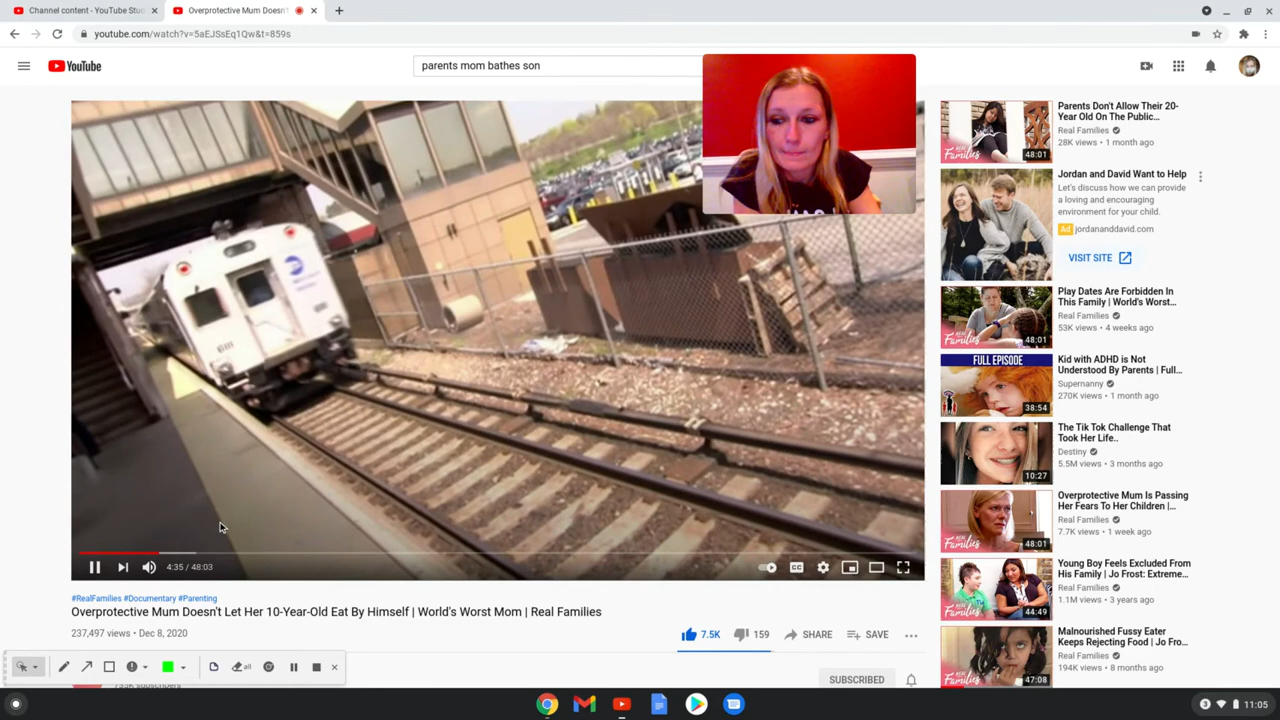 Channel content - YouTube Stu
Overprotective Mum Doesn'
youtube.com/watch?v=5aEJSsEq1Qw&t=859s
YouTube
parents mom bathes son
Parents Don't Allow Their 20-
Year Old On The Public...
Real Families
28K views • 1 month ago
48:01
Jordan and David Want to Help
Let's discuss how we can provide
a loving and encouraging
environment for your child.
Ad jordananddavid.com
VISIT SITE
Play Dates Are Forbidden In
This Family | World's Worst...
Real Families
53K views • 4 weeks ago
48:01
FULL EPISODE
Kid with ADHD is Not
Understood By Parents | Full...
Supernanny
270K views • 1 month ago
38:54
The Tik Tok Challenge That
Took Her Life..
Destiny
5.5M views • 3 months ago
10:27
Overprotective Mum Is Passing
Her Fears To Her Children |...
Real Families
7.7K views • 1 week ago
48:01
Young Boy Feels Excluded From
His Family | Jo Frost: Extreme...
Real Families
1.1M views • 3 years ago
44:49
Malnourished Fussy Eater
Keeps Rejecting Food | Jo Fro...
Real Families
194K views • 8 months ago
47:08
4:35 / 48:03
#RealFamilies #Documentary #Parenting
Overprotective Mum Doesn't Let Her 10-Year-Old Eat By Himself | World's Worst Mom | Real Families
237,497 views • Dec 8, 2020
7.5K
159
SHARE
SAVE
all
SUBSCRIBED
3
11:05